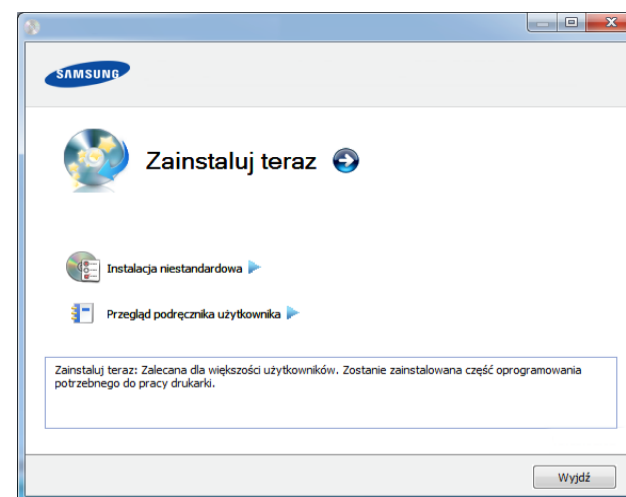 SAMSUNG
Zainstaluj teraz
Instalacja niestandardowa
Przegląd podręcznika użytkownika
Zainstaluj teraz: Zalecana dla większości użytkowników. Zostanie zainstalowana część oprogramowania
potrzebnego do pracy drukarki.
Wyjdź